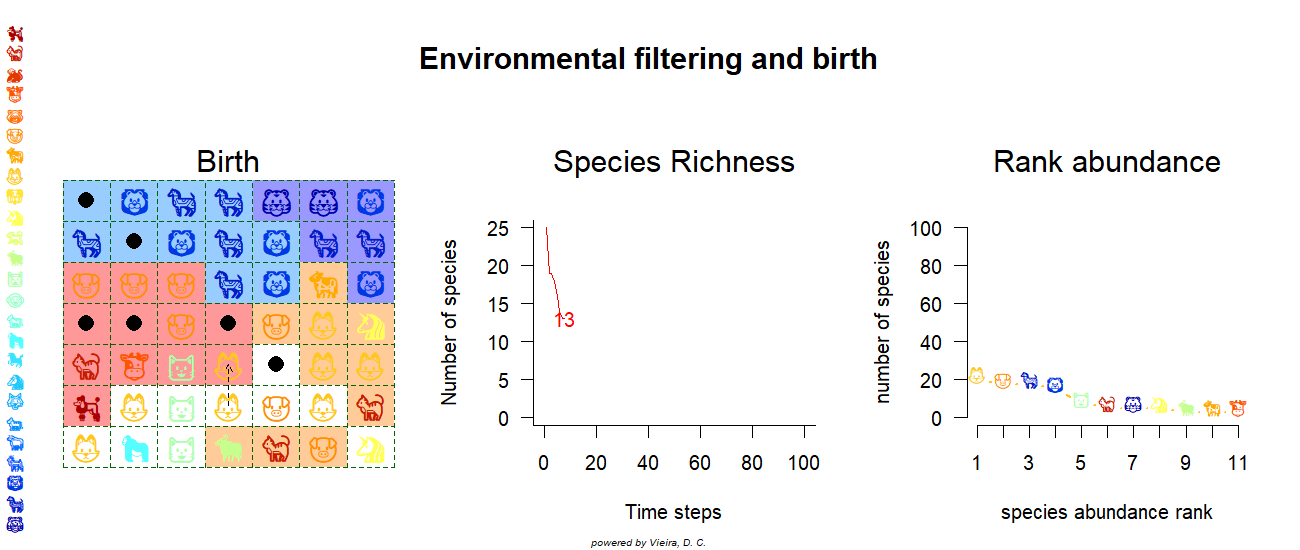 Environmental filtering and birth
Birth
Species Richness
Number of species
25
20
15
10
5
0
13
0 20 40 60 80 100
Time steps
Rank abundance
number of species
100
80
60
40
20
0
1 3 5 7 9 11
species abundance rank
powered by Vieira, D. C.